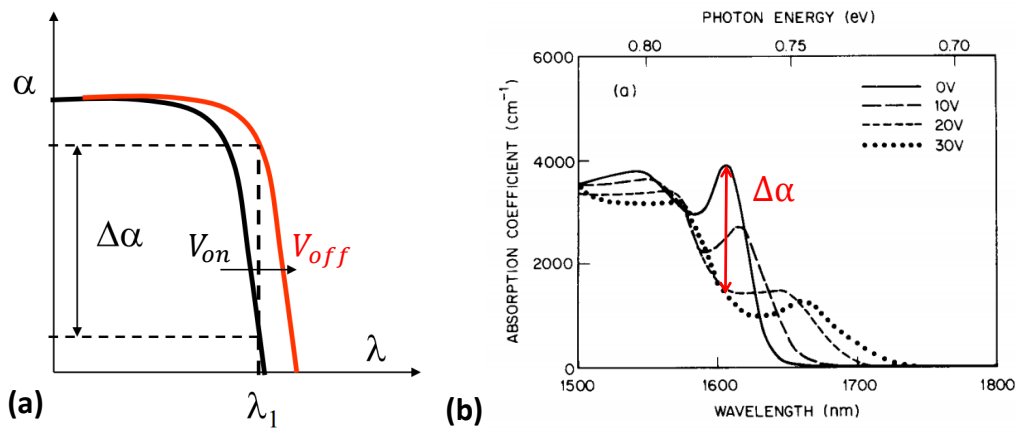 α
Δα
V_on
V_off
λ
λ₁
(a)
PHOTON ENERGY (eV)
0.80 0.75 0.70
6000
4000
2000
0
ABSORPTION COEFFICIENT (cm⁻¹)
(a)
0V
10V
20V
30V
Δα
1500 1600 1700 1800
WAVELENGTH (nm)
(b)